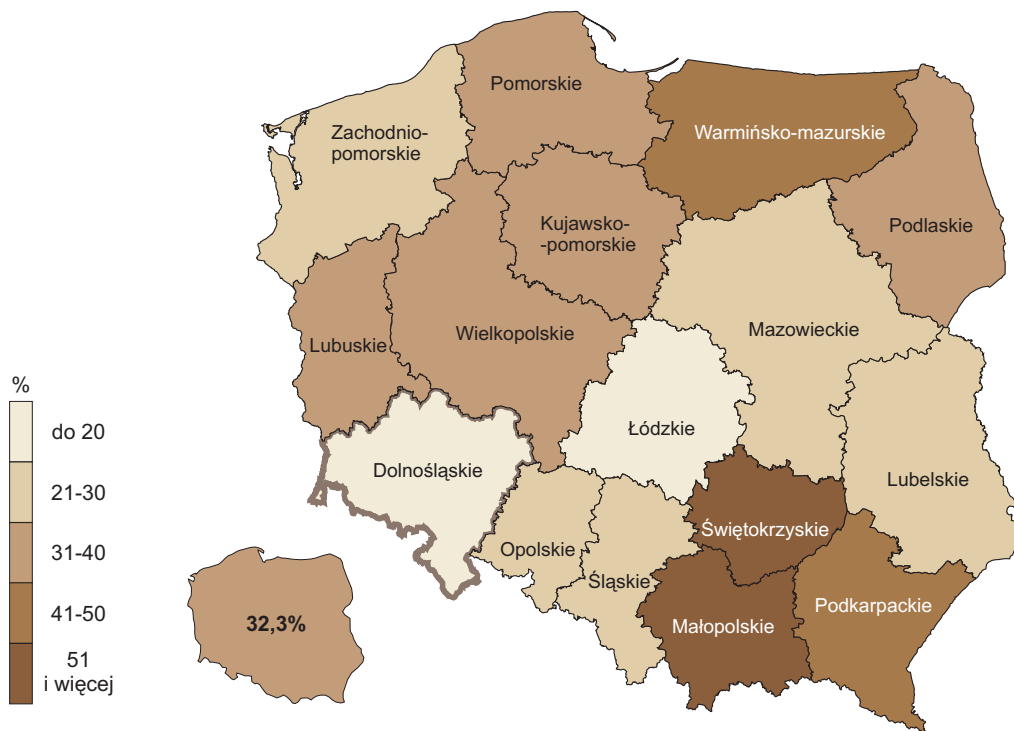 Pomorskie
Warmińsko-mazurskie
Zachodnio-
pomorskie
Kujawsko-
-pomorskie
Podlaskie
Mazowieckie
Wielkopolskie
Lubuskie
Łódzkie
Dolnośląskie
Lubelskie
Świętokrzyskie
Opolskie
Śląskie
Podkarpackie
Małopolskie
%
do 20
21-30
31-40
41-50
51
i więcej
32,3%